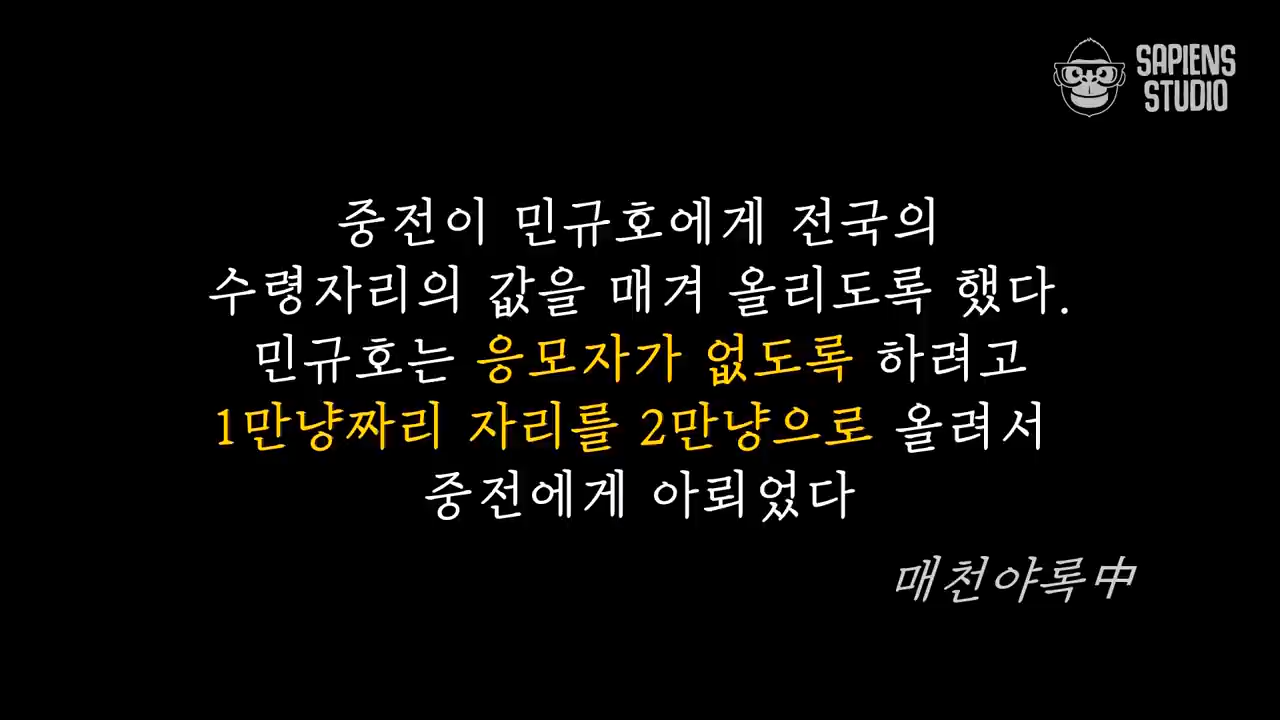 SAPIENS
STUDIO
중전이 민규호에게 전국의
수령자리의 값을 매겨 올리도록 했다.
민규호는 응모자가 없도록 하려고
1만냥짜리 자리를 2만냥으로 올려서
중전에게 아뢰었다
매천야록中